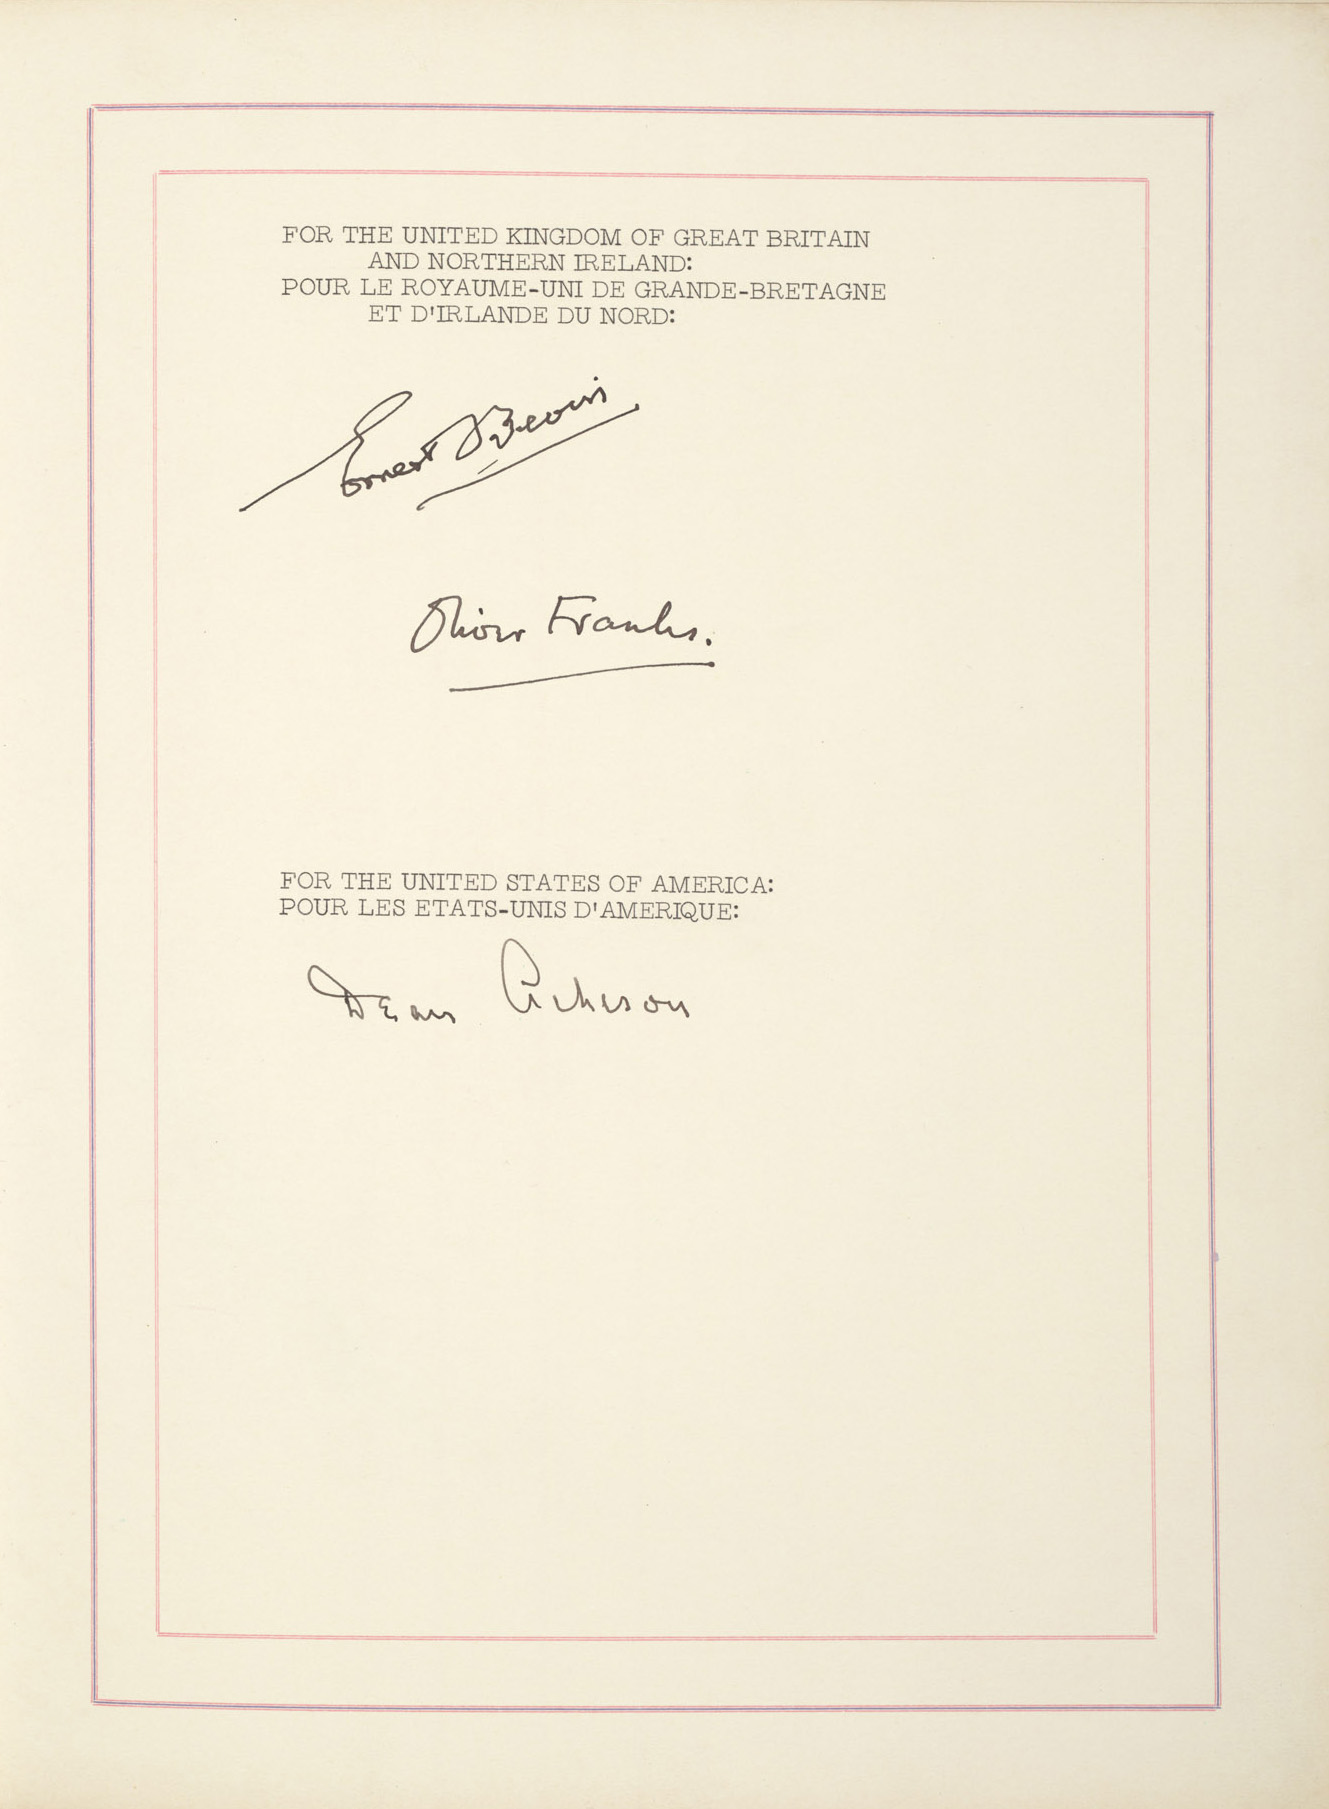 FOR THE UNITED KINGDOM OF GREAT BRITAIN
AND NORTHERN IRELAND:
POUR LE ROYAUME-UNI DE GRANDE-BRETAGNE
ET D'IRLANDE DU NORD:
Ernest Bevin
Oliver Franks.
FOR THE UNITED STATES OF AMERICA:
POUR LES ETATS-UNIS D'AMERIQUE:
Dean Acheson